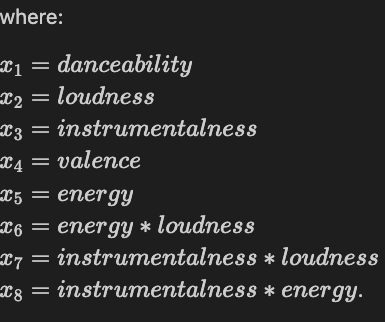 where:
x₁ = danceability
x₂ = loudness
x₃ = instrumentalness
x₄ = valence
x₅ = energy
x₆ = energy * loudness
x₇ = instrumentalness * loudness
x₈ = instrumentalness * energy.